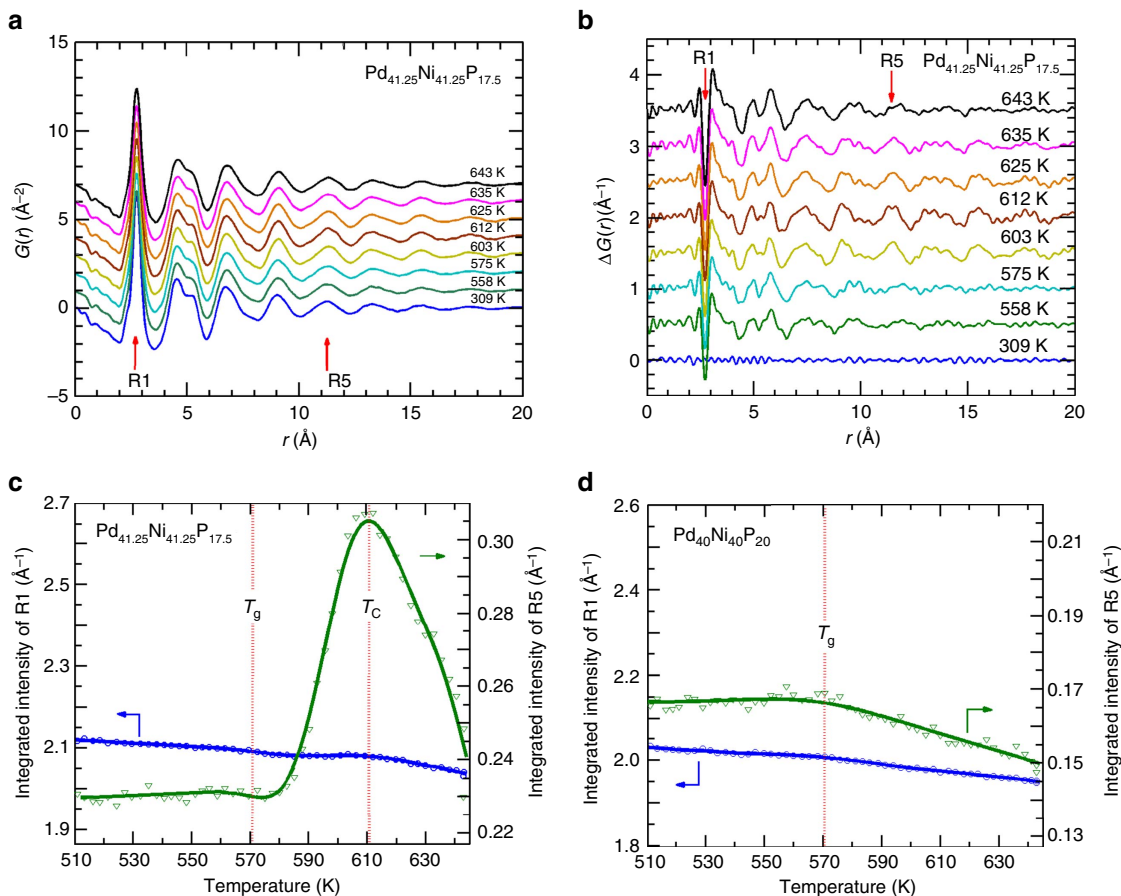 a
15
10
5
0
−5
G(r) (Å⁻²)
Pd₄₁.₂₅Ni₄₁.₂₅P₁₇.₅
643 K
635 K
625 K
612 K
603 K
575 K
558 K
309 K
R1
R5
0 5 10 15 20
r (Å)
b
4
3
2
1
0
ΔG(r)(Å⁻¹)
R1
R5
Pd₄₁.₂₅Ni₄₁.₂₅P₁₇.₅
643 K
635 K
625 K
612 K
603 K
575 K
558 K
309 K
0 5 10 15 20
r (Å)
c
2.7
2.5
2.3
2.1
1.9
Integrated intensity of R1 (Å⁻¹)
Pd₄₁.₂₅Ni₄₁.₂₅P₁₇.₅
T_g
T_C
0.30
0.28
0.26
0.24
0.22
Integrated intensity of R5 (Å⁻¹)
510 530 550 570 590 610 630
Temperature (K)
d
2.6
2.4
2.2
2.0
1.8
Integrated intensity of R1 (Å⁻¹)
Pd₄₀Ni₄₀P₂₀
T_g
0.21
0.19
0.17
0.15
0.13
Integrated intensity of R5 (Å⁻¹)
510 530 550 570 590 610 630
Temperature (K)